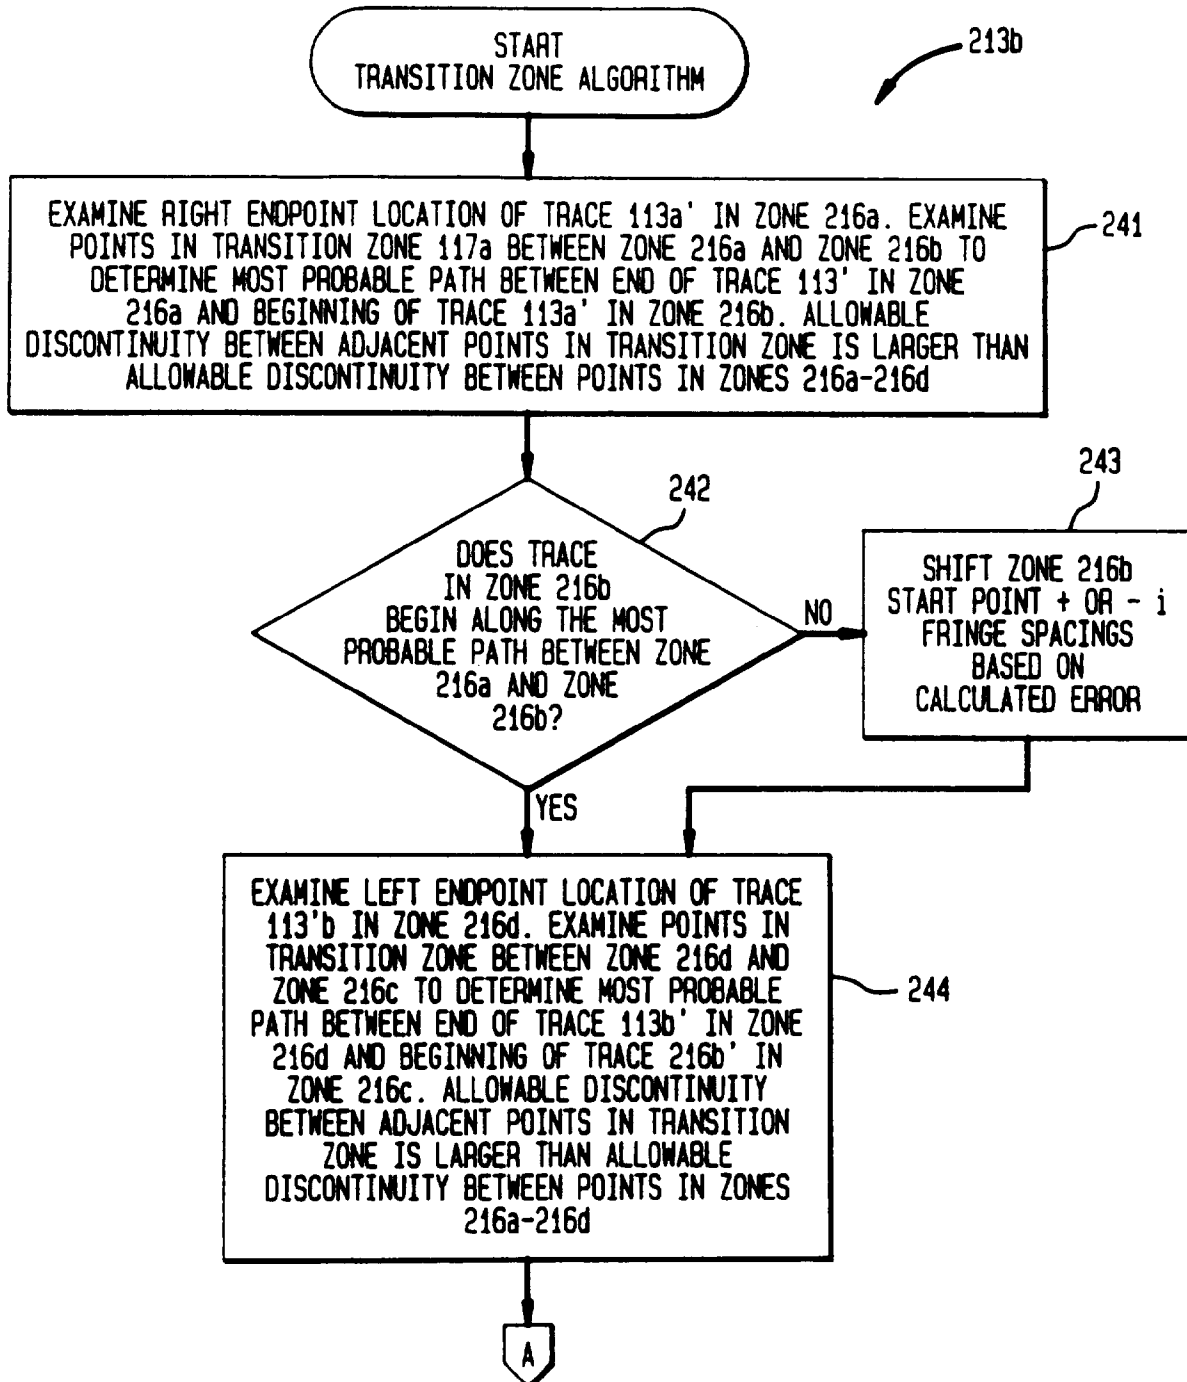 START
TRANSITION ZONE ALGORITHM
213b
EXAMINE RIGHT ENDPOINT LOCATION OF TRACE 113a' IN ZONE 216a. EXAMINE
POINTS IN TRANSITION ZONE 117a BETWEEN ZONE 216a AND ZONE 216b TO
DETERMINE MOST PROBABLE PATH BETWEEN END OF TRACE 113' IN ZONE
216a AND BEGINNING OF TRACE 113a' IN ZONE 216b. ALLOWABLE
DISCONTINUITY BETWEEN ADJACENT POINTS IN TRANSITION ZONE IS LARGER THAN
ALLOWABLE DISCONTINUITY BETWEEN POINTS IN ZONES 216a-216d
241
242
DOES TRACE
IN ZONE 216b
BEGIN ALONG THE MOST
PROBABLE PATH BETWEEN ZONE
216a AND ZONE
216b?
NO
243
SHIFT ZONE 216b
START POINT + OR - i
FRINGE SPACINGS
BASED ON
CALCULATED ERROR
YES
EXAMINE LEFT ENDPOINT LOCATION OF TRACE
113'b IN ZONE 216d. EXAMINE POINTS IN
TRANSITION ZONE BETWEEN ZONE 216d AND
ZONE 216c TO DETERMINE MOST PROBABLE
PATH BETWEEN END OF TRACE 113b' IN ZONE
216d AND BEGINNING OF TRACE 216b' IN
ZONE 216c. ALLOWABLE DISCONTINUITY
BETWEEN ADJACENT POINTS IN TRANSITION
ZONE IS LARGER THAN ALLOWABLE
DISCONTINUITY BETWEEN POINTS IN ZONES
216a-216d
244
A